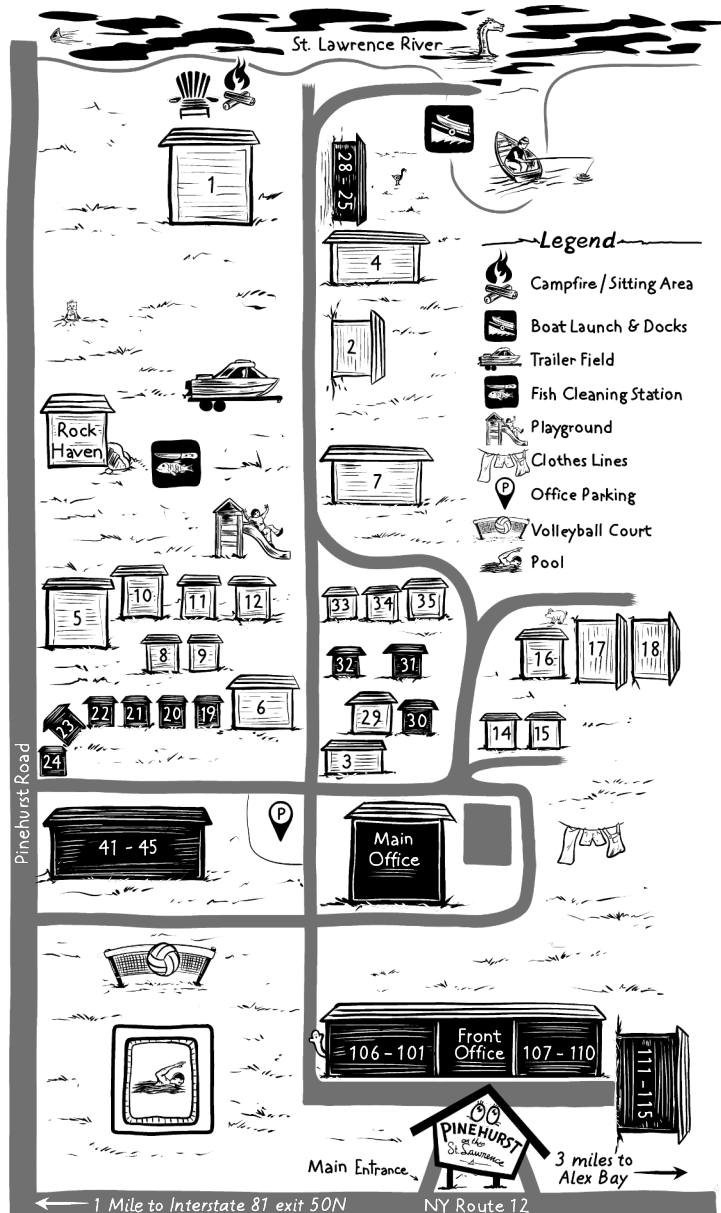 St. Lawrence River
1
28 - 25
4
Legend
Campfire / Sitting Area
Boat Launch & Docks
Trailer Field
Fish Cleaning Station
Playground
Clothes Lines
P
Office Parking
Volleyball Court
Pool
2
Rock
Haven
7
5
10
11
12
33
34
35
8
9
32
31
16
17
18
23
22
21
20
19
6
29
30
14
15
24
3
Pinehurst Road
41 - 45
P
Main
Office
106 - 101
Front
Office
107 - 110
111 - 115
PINEHURST
on the
St. Lawrence
Main Entrance
3 miles to
Alex Bay
1 Mile to Interstate 81 exit 50N
NY Route 12